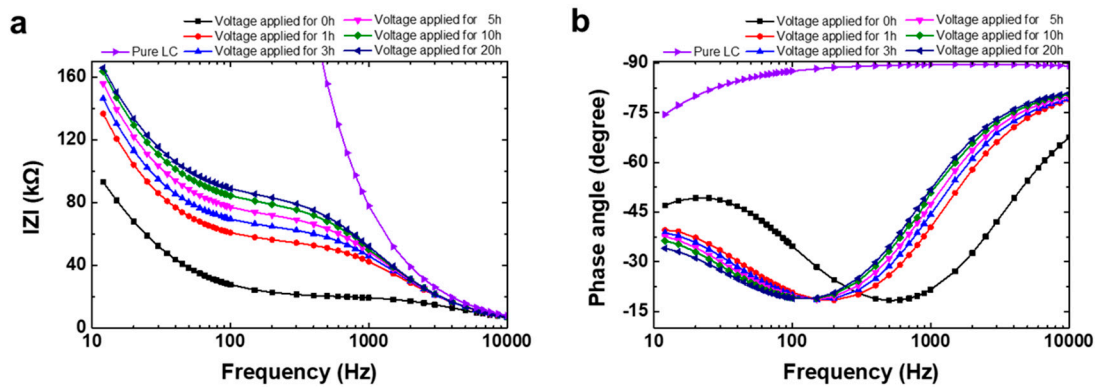 a
Voltage applied for 0h
Voltage applied for 5h
Voltage applied for 1h
Voltage applied for 10h
Pure LC
Voltage applied for 3h
Voltage applied for 20h
160
120
80
40
0
10
100
1000
10000
IZI (kΩ)
Frequency (Hz)
b
Voltage applied for 0h
Voltage applied for 5h
Voltage applied for 1h
Voltage applied for 10h
Pure LC
Voltage applied for 3h
Voltage applied for 20h
-90
-75
-60
-45
-30
-15
10
100
1000
10000
Phase angle (degree)
Frequency (Hz)